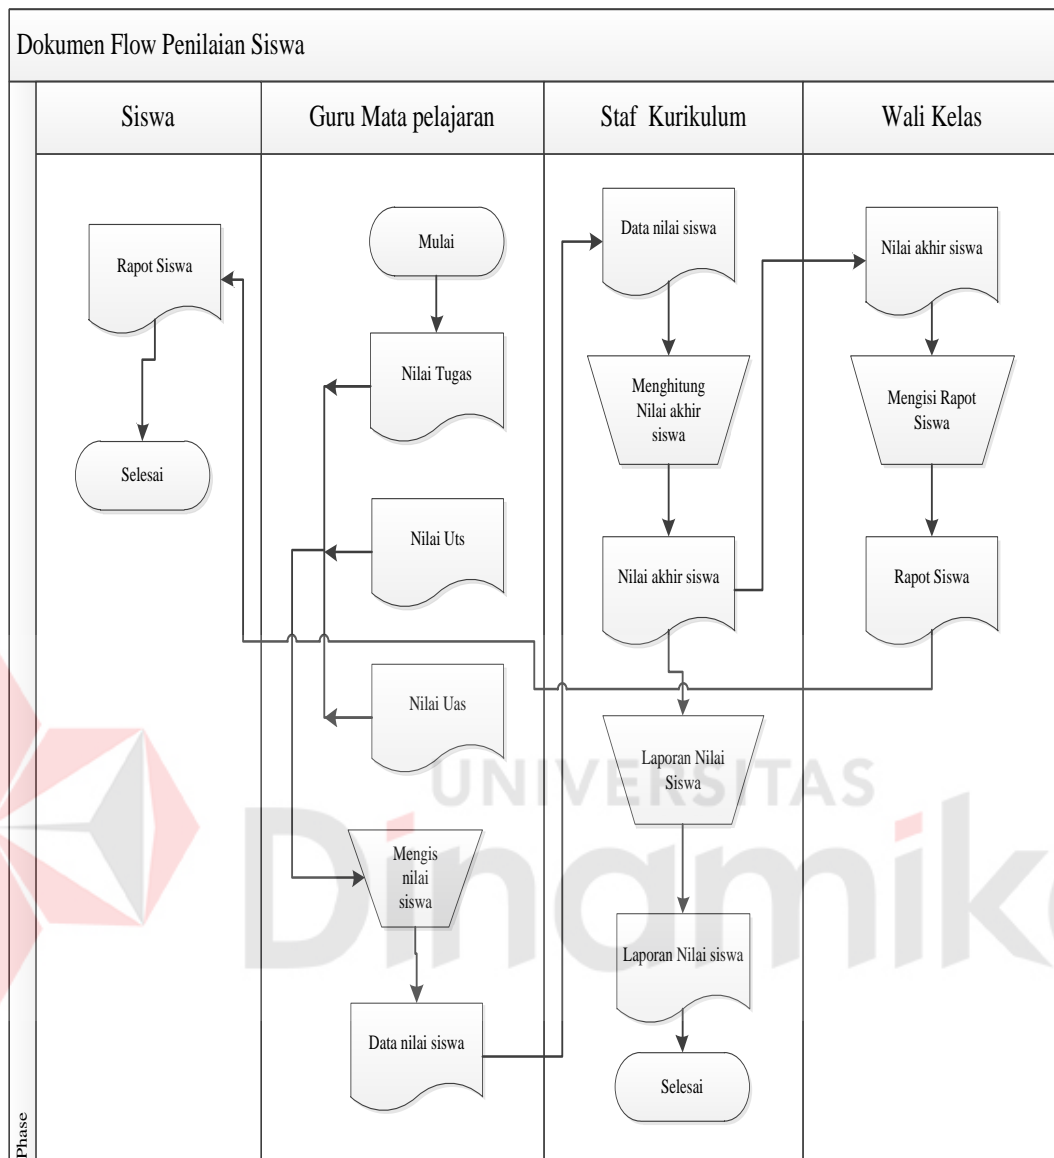 Dokumen Flow Penilaian Siswa
Siswa
Guru Mata pelajaran
Staf Kurikulum
Wali Kelas
Rapot Siswa
Selesai
Mulai
Nilai Tugas
Nilai Uts
Nilai Uas
Mengis
nilai
siswa
Data nilai siswa
Data nilai siswa
Menghitung
Nilai akhir
siswa
Nilai akhir siswa
Laporan Nilai
Siswa
Laporan Nilai siswa
Selesai
Nilai akhir siswa
Mengisi Rapot
Siswa
Rapot Siswa
Phase
UNIVERSITAS
Dinamika